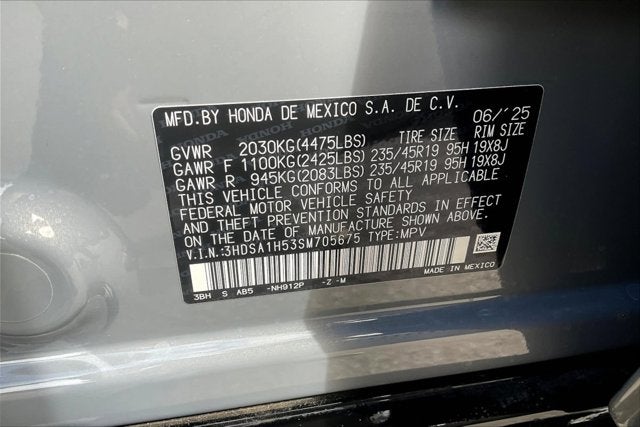 MFD.BY HONDA DE MEXICO S.A. DE C.V. 06/'25
GVWR 2030KG(4475LBS) TIRE SIZE RIM SIZE
GAWR F 1100KG(2425LBS) 235/45R19 95H 19X8J
GAWR R 945KG(2083LBS) 235/45R19 95H 19X8J
THIS VEHICLE CONFORMS TO ALL APPLICABLE
FEDERAL MOTOR VEHICLE SAFETY
AND THEFT PREVENTION STANDARDS IN EFFECT
ON THE DATE OF MANUFACTURE SHOWN ABOVE.
V.I.N.:3HDSA1H53SM705675 TYPE:MPV
MADE IN MEXICO
3BH S AB5 -NH912P -Z -M